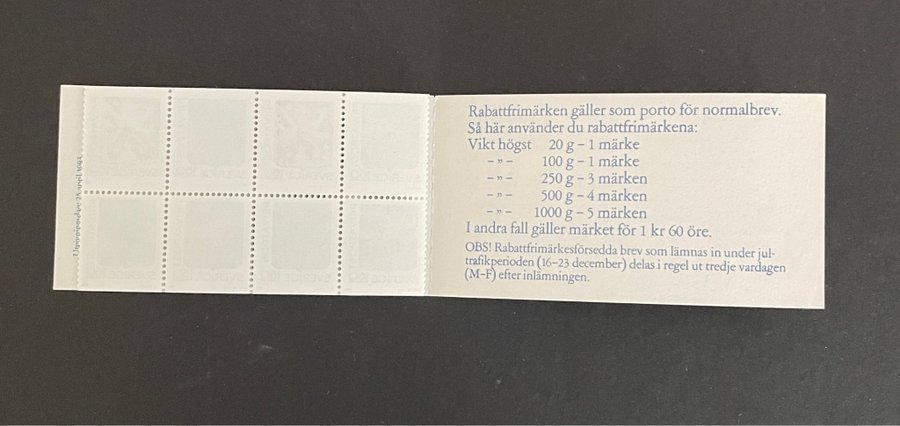 Rabattfrimärken gäller som porto för normalbrev.
Så här använder du rabattfrimärkena:
Vikt högst 20 g – 1 märke
– ” – 100 g – 1 märke
– ” – 250 g – 3 märken
– ” – 500 g – 4 märken
– ” – 1000 g – 5 märken
I andra fall gäller märket för 1 kr 60 öre.
OBS! Rabattfrimärkesförsedda brev som lämnas in under jul-
trafikperioden (16–23 december) delas i regel ut tredje vardagen
(M–F) efter inlämningen.